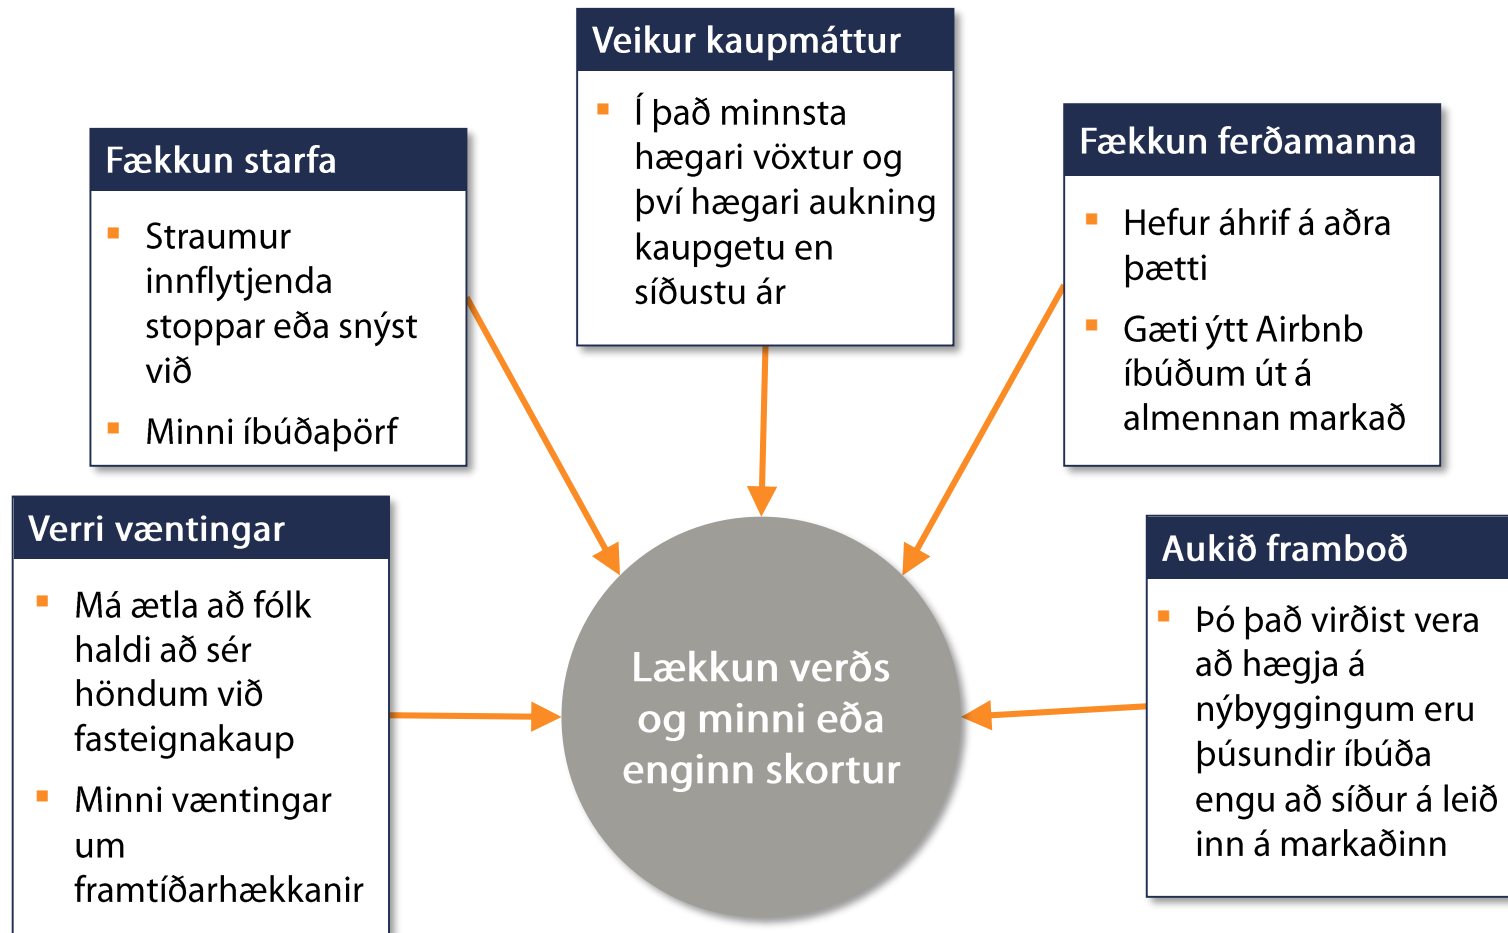 Veikur kaupmáttur
Í það minnsta
hægari vöxtur og
því hægari aukning
kaupgetu en
síðustu ár
Fækkun starfa
Straumur
innflytjenda
stoppar eða snýst
við
Minni íbúðaþörf
Fækkun ferðamanna
Hefur áhrif á aðra
þætti
Gæti ýtt Airbnb
íbúðum út á
almennan markað
Verri væntingar
Má ætla að fólk
haldi að sér
höndum við
fasteignakaup
Minni væntingar
um
framtíðarhækkanir
Lækkun verðs
og minni eða
enginn skortur
Aukið framboð
Þó það virðist vera
að hægja á
nýbyggingum eru
þúsundir íbúða
engu að síður á leið
inn á markaðinn